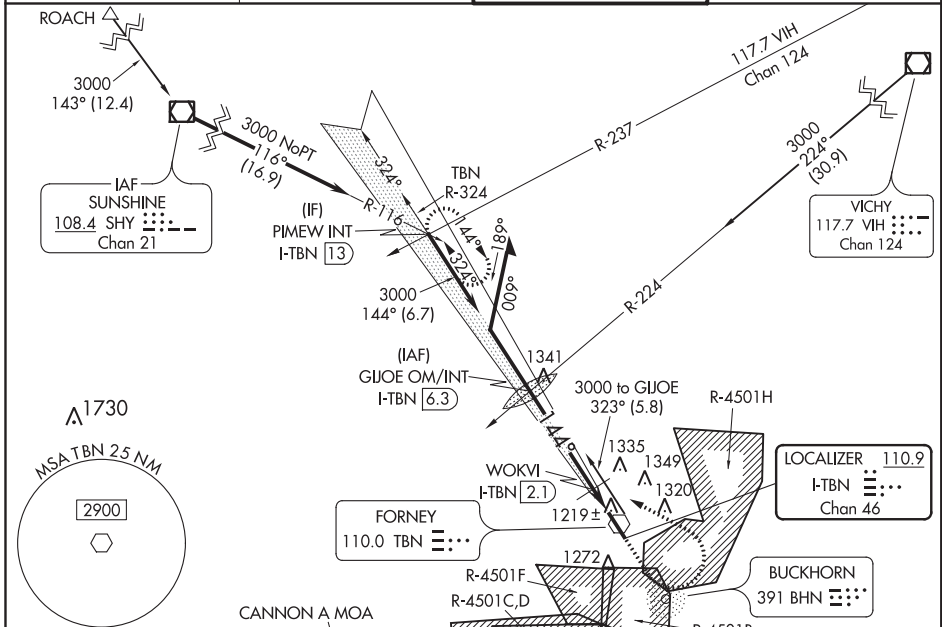 ROACH
3000
143° (12.4)
3000 NoPT
116°
(16.9)
R-116
IAF
SUNSHINE
108.4 SHY
Chan 21
324°
TBN
R-324
(IF)
PIMEW INT
I-TBN 13
144°
189°
324°
009°
3000
144° (6.7)
117.7 VIH
Chan 124
R-237
3000
224°
(30.9)
R-224
VICHY
117.7 VIH
Chan 124
(IAF)
GIJOE OM/INT
I-TBN 6.3
1341
3000 to GIJOE
323° (5.8)
R-4501H
1730
MSA TBN 25 NM
2900
144°
1335
1349
1320
WOKVI
I-TBN 2.1
1219±
LOCALIZER 110.9
I-TBN
Chan 46
FORNEY
110.0 TBN
1272
R-4501F
R-4501C,D
BUCKHORN
391 BHN
CANNON A MOA